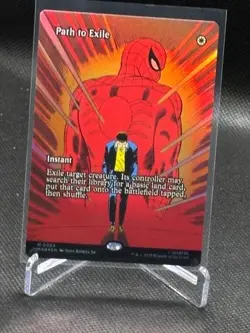 Path to Exile
Instant
Exile target creature. Its controller may
search their library for a basic land card,
put that card onto the battlefield tapped,
then shuffle.